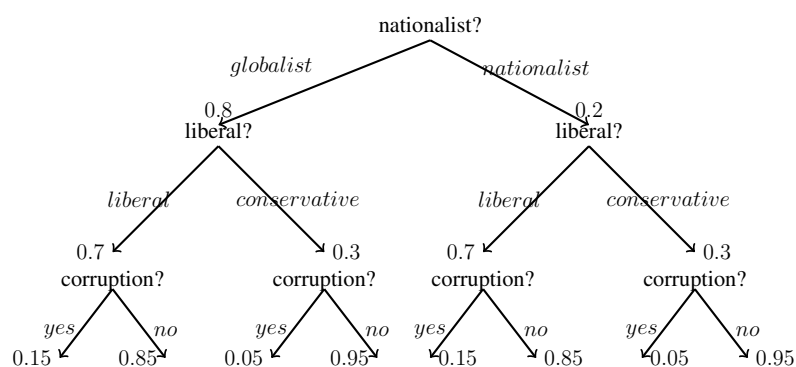 nationalist?
globalist nationalist
0.8 0.2
liberal? liberal?
liberal conservative liberal conservative
0.7 0.3 0.7 0.3
corruption? corruption? corruption? corruption?
yes no yes no yes no yes no
0.15 0.85 0.05 0.95 0.15 0.85 0.05 0.95